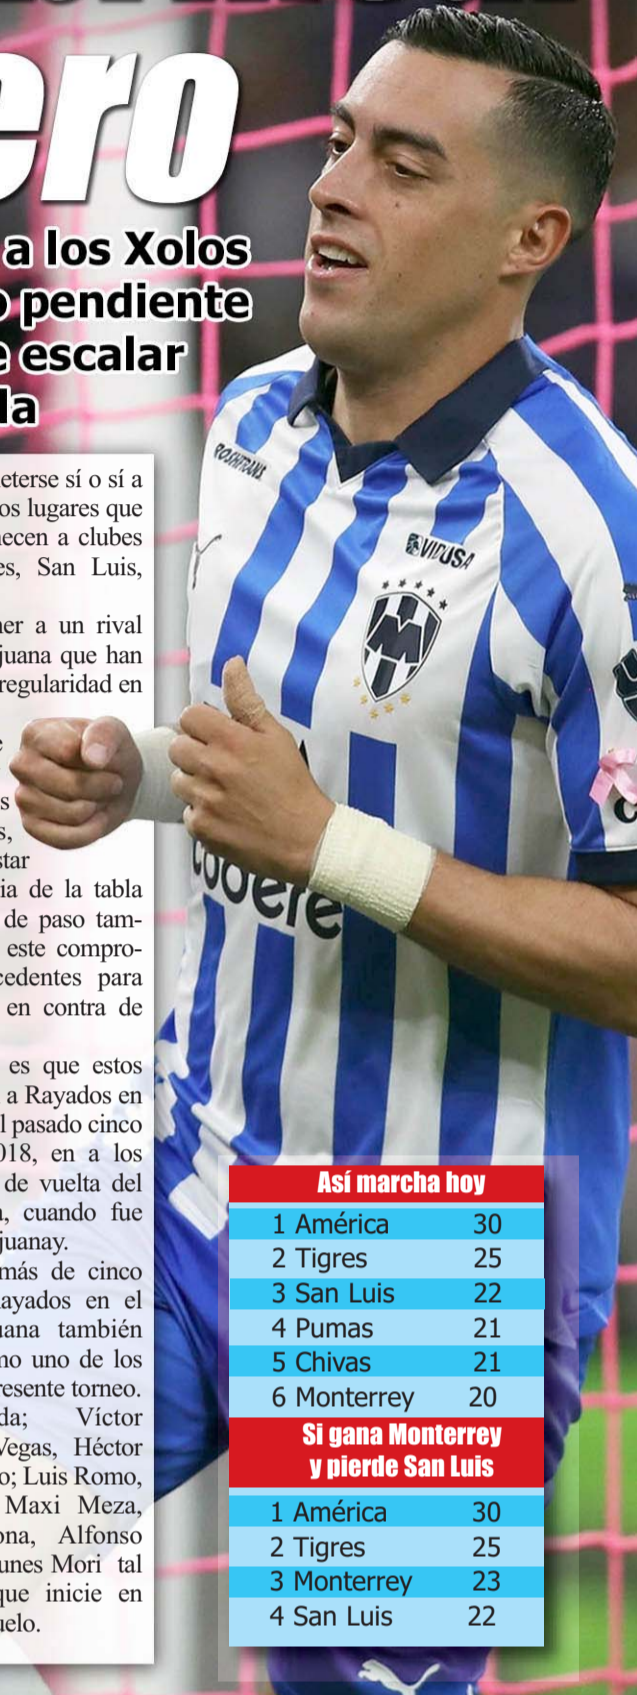 ero
a los Xolos
pendiente
escalar
eterse sí o sí a
os lugares que
necen a clubes
es, San Luis,
ner a un rival
juana que han
regularidad en
e
s
s,
star
ia de la tabla
de paso tam-
este compro-
cedentes para
en contra de
es que estos
a Rayados en
l pasado cinco
018, en a los
de vuelta del
a, cuando fue
juanay.
más de cinco
ayados en el
uana también
mo uno de los
resente torneo.
da; Víctor
Vegas, Héctor
o; Luis Romo,
Maxi Meza,
ona, Alfonso
unes Mori tal
que inicie en
uelo.
ROSHFRANS
VIDUSA
M
codere
Así marcha hoy
1 América 30
2 Tigres 25
3 San Luis 22
4 Pumas 21
5 Chivas 21
6 Monterrey 20
Si gana Monterrey
y pierde San Luis
1 América 30
2 Tigres 25
3 Monterrey 23
4 San Luis 22